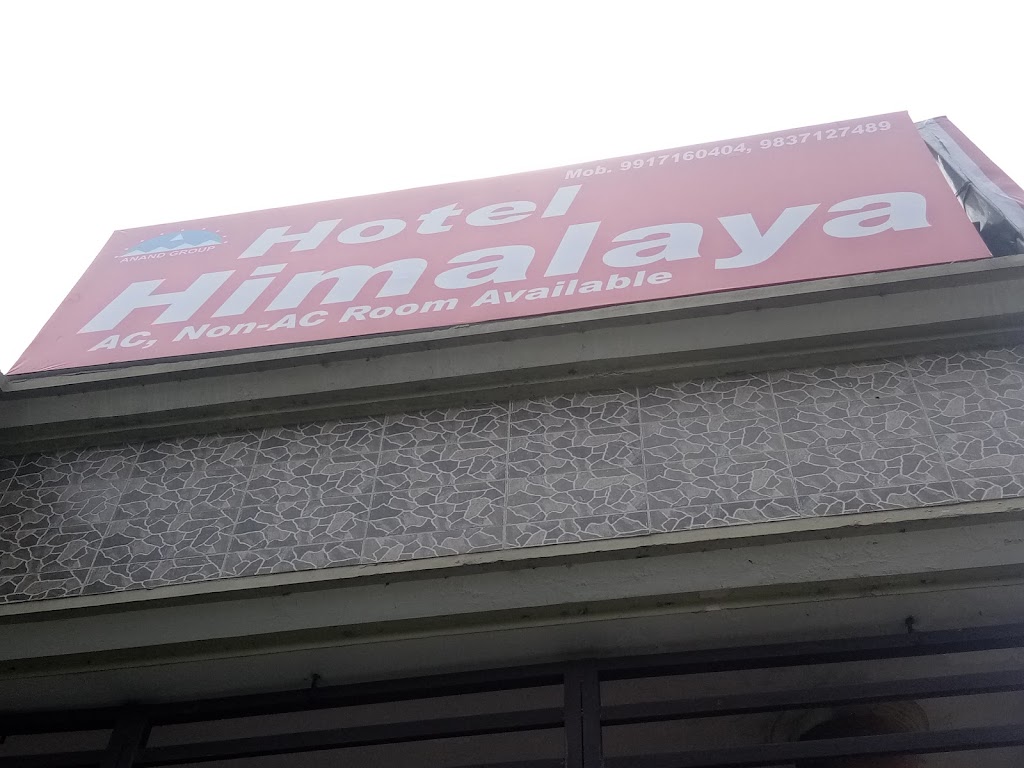 Mob. 9917160404, 9837127489
ANAND GROUP
Hotel
Himalaya
AC, Non-AC Room Available